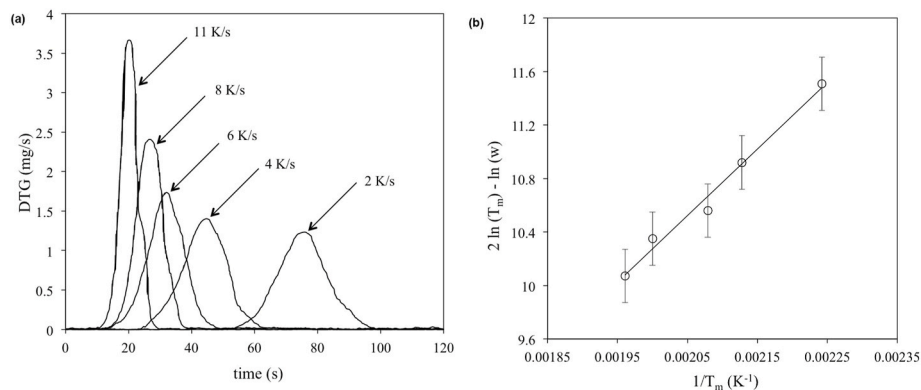 (a)
4
3.5
3
2.5
2
1.5
1
0.5
0
DTG (mg/s)
11 K/s
8 K/s
6 K/s
4 K/s
2 K/s
0 20 40 60 80 100 120
time (s)
(b)
12
11.6
11.2
10.8
10.4
10
9.6
2 ln (Tm) - ln (w)
0.00185 0.00195 0.00205 0.00215 0.00225 0.00235
1/Tm (K-1)